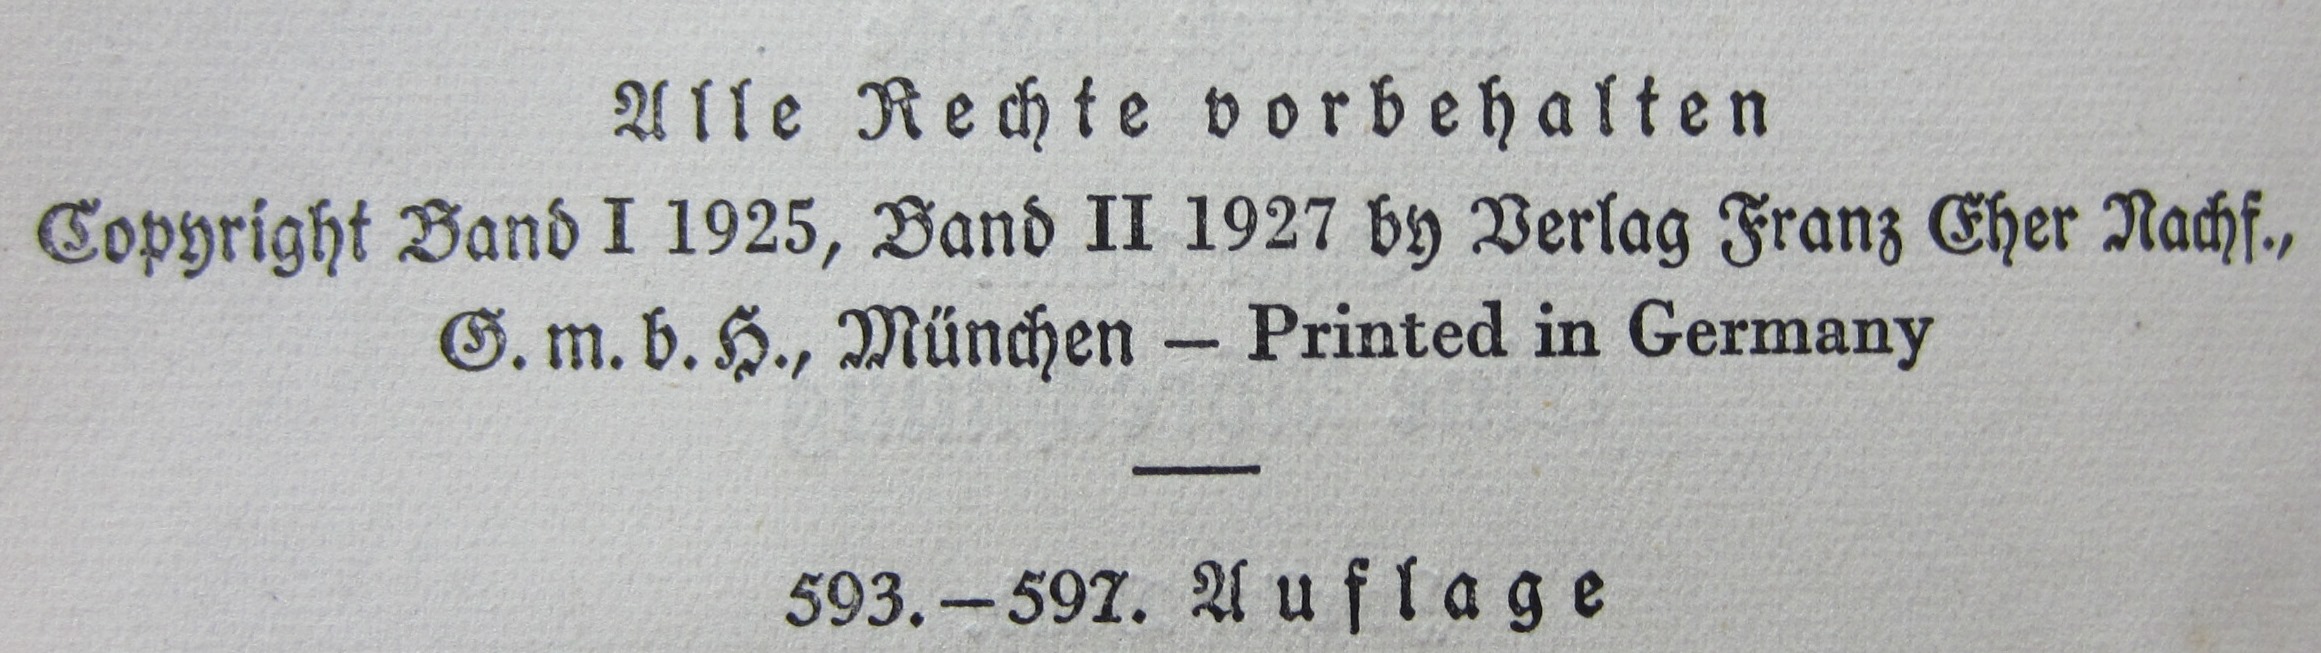 Alle Rechte vorbehalten
Copyright Band I 1925, Band II 1927 by Verlag Franz Eher Nachf.,
G. m. b. H., München — Printed in Germany
593.—597. Auflage